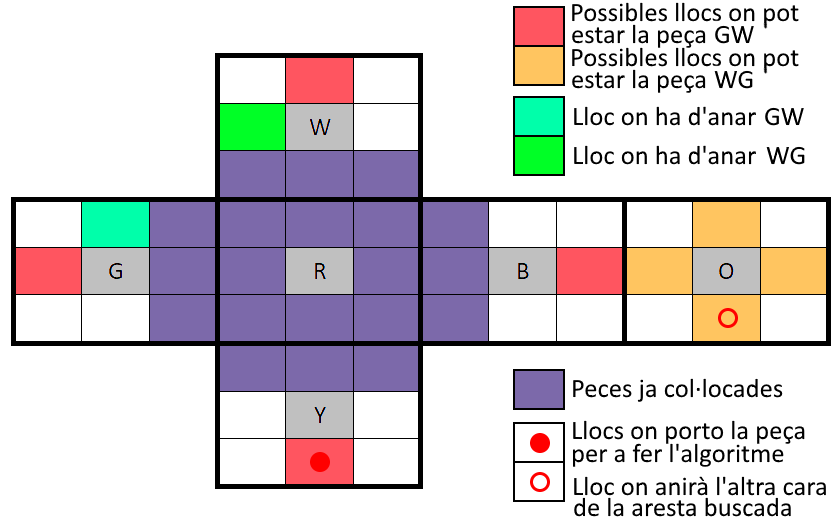 Possibles llocs on pot
estar la peça GW
Possibles llocs on pot
estar la peça WG
Lloc on ha d'anar GW
Lloc on ha d'anar WG
W
G
R
B
O
Y
Peces ja col·locades
Llocs on porto la peça
per a fer l'algoritme
Lloc on anirà l'altra cara
de la aresta buscada